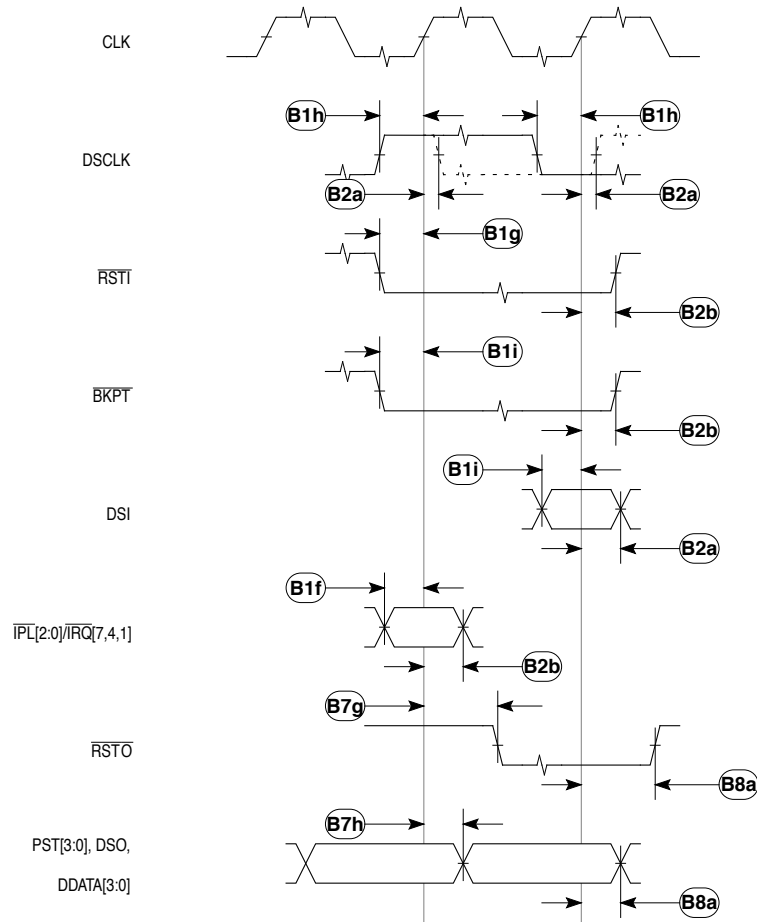 CLK
B1h B1h
DSCLK
B2a B2a
B1g
RSTI
B2b
B1i
BKPT
B2b
B1i
DSI
B2a
B1f
IPL[2:0]/IRQ[7,4,1]
B2b
B7g
RSTO
B8a
B7h
PST[3:0], DSO,
DDATA[3:0]
B8a